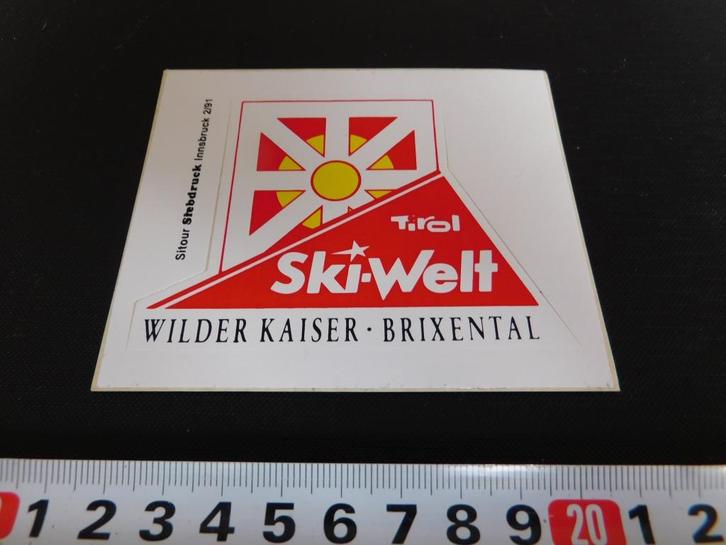 Sitour Siebdruck Innsbruck 2/91
Tirol
Ski-Welt
WILDER KAISER · BRIXENTAL
1 2 3 4 5 6 7 8 9 20 1 2